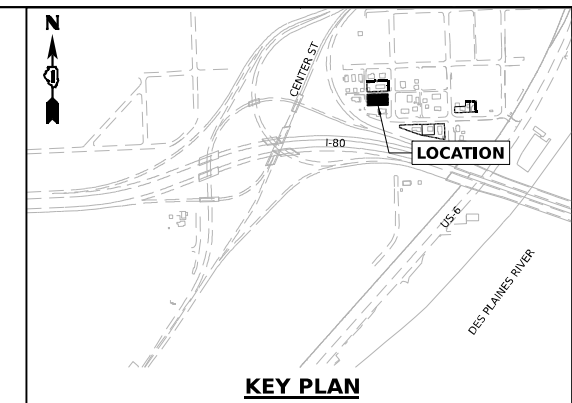 N
CENTER ST
I-80
LOCATION
US-6
DES PLAINES RIVER
KEY PLAN